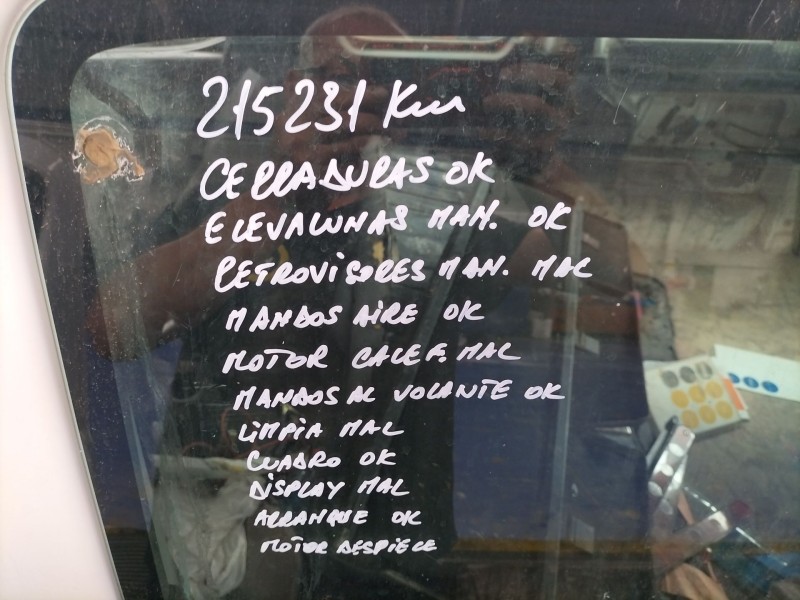 215231 Km
CERRADURAS OK
ELEVALUNAS MAN. OK
RETROVISORES MAN. MAL
MANDOS AIRE OK
MOTOR CALEF. MAL
MANDOS AL VOLANTE OK
LIMPIA MAL
CUADRO OK
DISPLAY MAL
ARRANQUE OK
MOTOR DESPIECE